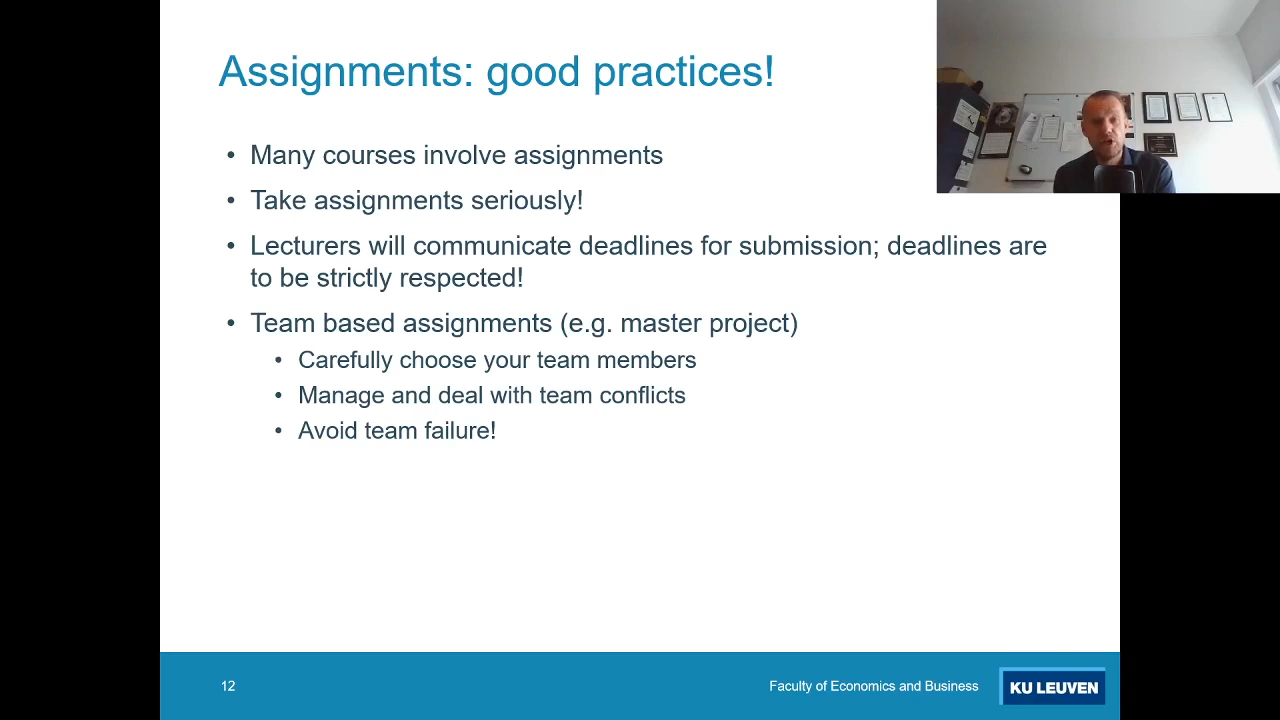 Assignments: good practices!
• Many courses involve assignments
• Take assignments seriously!
• Lecturers will communicate deadlines for submission; deadlines are
to be strictly respected!
• Team based assignments (e.g. master project)
• Carefully choose your team members
• Manage and deal with team conflicts
• Avoid team failure!
12
Faculty of Economics and Business
KU LEUVEN